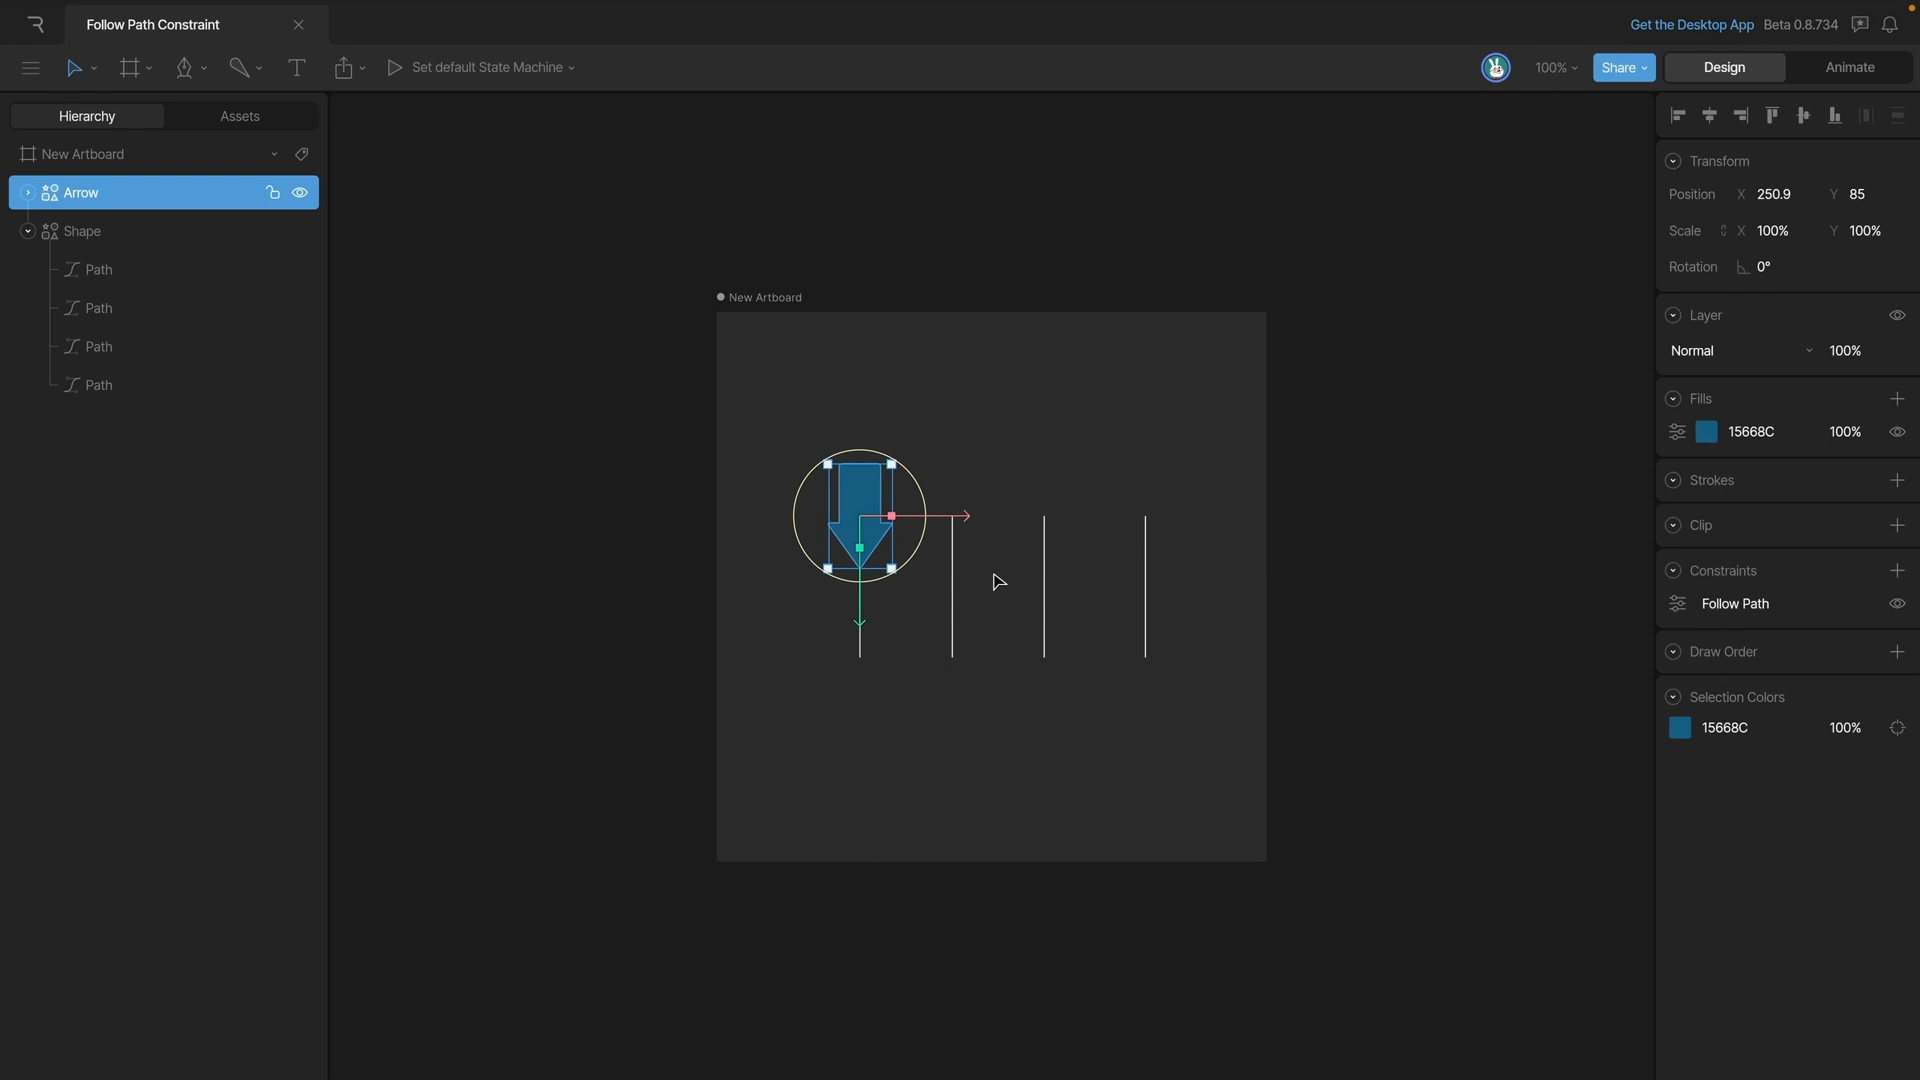 Follow Path Constraint
Get the Desktop App Beta 0.8.734
Set default State Machine
100% Share Design Animate
Hierarchy Assets
New Artboard
Arrow
Shape
Path
Path
Path
Path
New Artboard
Transform
Position X 250.9 Y 85
Scale X 100% Y 100%
Rotation 0°
Layer
Normal 100%
Fills
15668C 100%
Strokes
Clip
Constraints
Follow Path
Draw Order
Selection Colors
15668C 100%